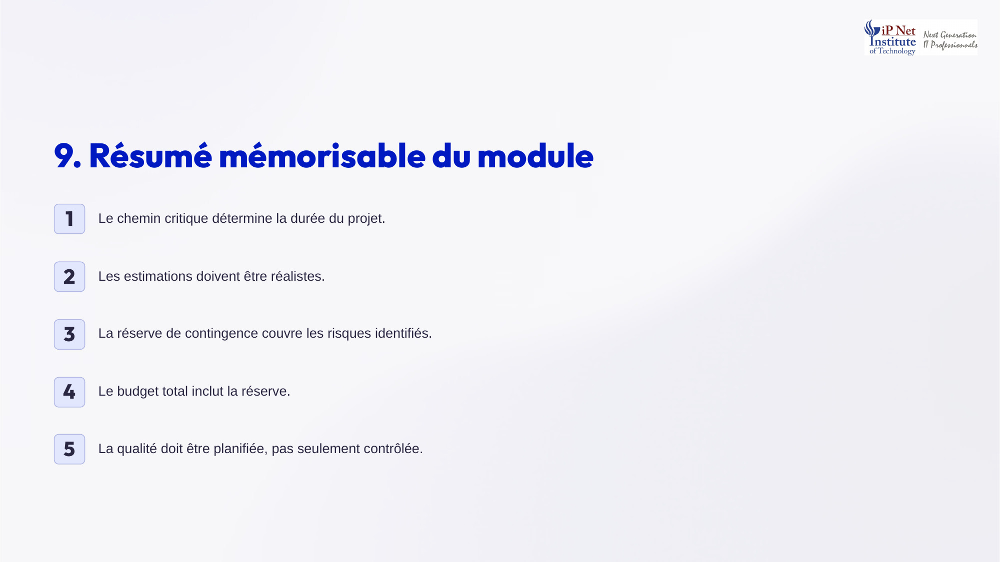 iP Net
Institute
of Technology
Next Generation
IT Professionnels
9. Résumé mémorisable du module
1 Le chemin critique détermine la durée du projet.
2 Les estimations doivent être réalistes.
3 La réserve de contingence couvre les risques identifiés.
4 Le budget total inclut la réserve.
5 La qualité doit être planifiée, pas seulement contrôlée.